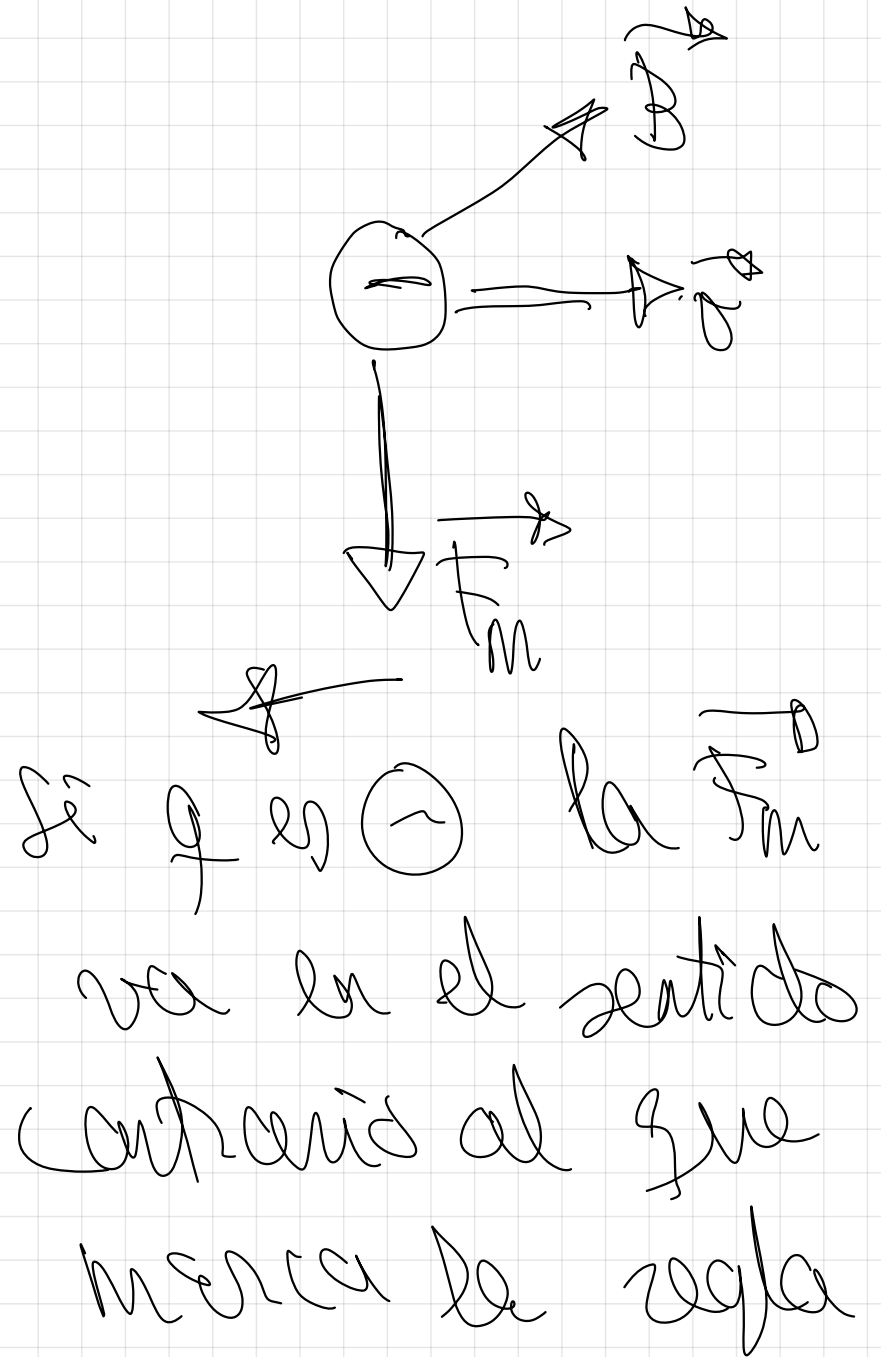 B
v
Fm
Si q es ⊖ la Fm
va en el sentido
contrario al que
marca la regla